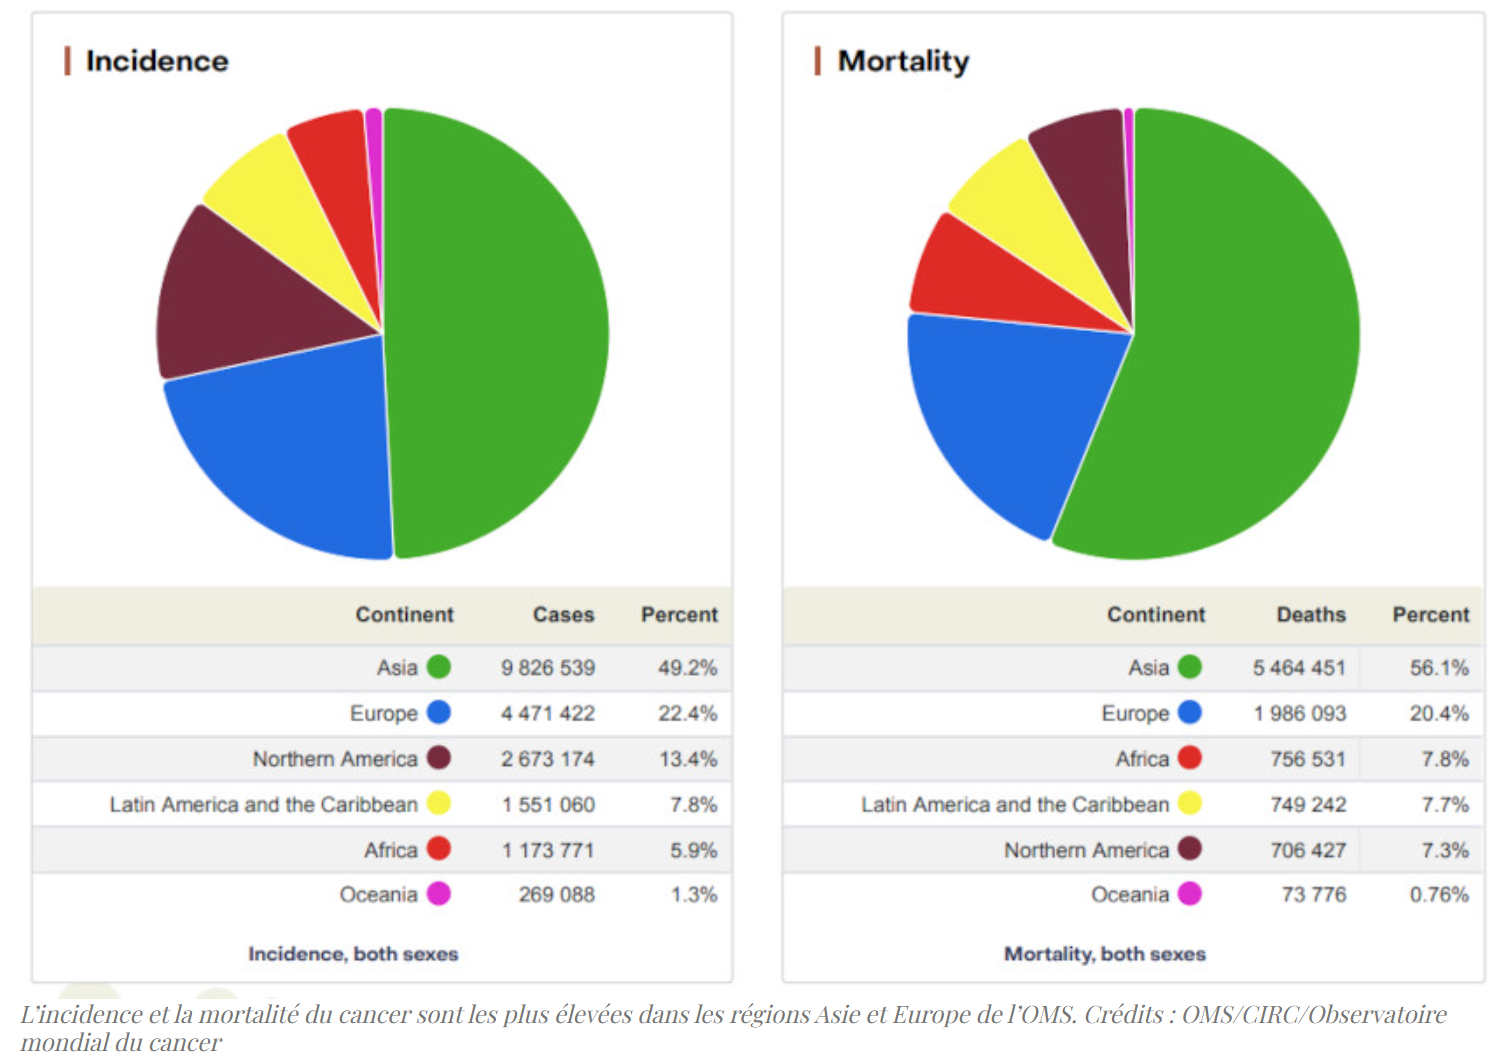 Incidence
Continent Cases Percent
Asia 9 826 539 49.2%
Europe 4 471 422 22.4%
Northern America 2 673 174 13.4%
Latin America and the Caribbean 1 551 060 7.8%
Africa 1 173 771 5.9%
Oceania 269 088 1.3%
Incidence, both sexes
Mortality
Continent Deaths Percent
Asia 5 464 451 56.1%
Europe 1 986 093 20.4%
Africa 756 531 7.8%
Latin America and the Caribbean 749 242 7.7%
Northern America 706 427 7.3%
Oceania 73 776 0.76%
Mortality, both sexes
L’incidence et la mortalité du cancer sont les plus élevées dans les régions Asie et Europe de l’OMS. Crédits : OMS/CIRC/Observatoire
mondial du cancer